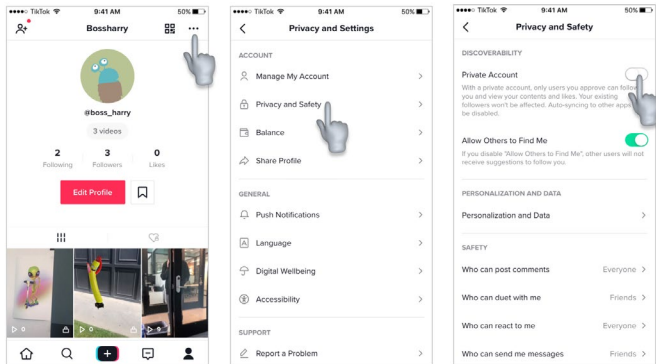 TikTok 9:41 AM 50%
Bossharry
@boss_harry
3 videos
2 3 0
Following Followers Likes
Edit Profile
0 0 0
TikTok 9:41 AM 50%
Privacy and Settings
ACCOUNT
Manage My Account
Privacy and Safety
Balance
Share Profile
GENERAL
Push Notifications
Language
Digital Wellbeing
Accessibility
SUPPORT
Report a Problem
TikTok 9:41 AM 50%
Privacy and Safety
DISCOVERABILITY
Private Account
With a private account, only users you approve can follow
you and view your contents and likes. Your existing
followers won't be affected. Auto-syncing to other apps
be disabled.
Allow Others to Find Me
If you disable "Allow Others to Find Me", other users will not
receive suggestions to follow you.
PERSONALIZATION AND DATA
Personalization and Data
SAFETY
Who can post comments Everyone
Who can duet with me Friends
Who can react to me Everyone
Who can send me messages Friends